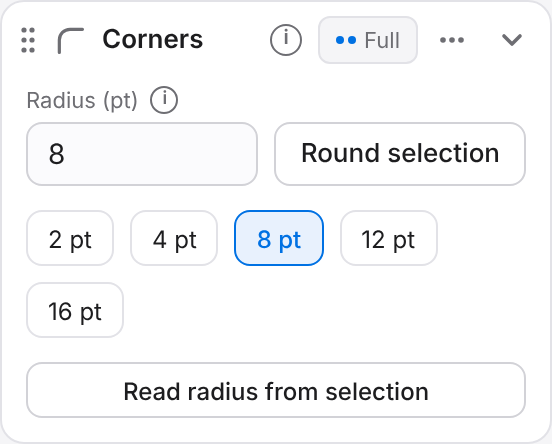 Corners
Full
Radius (pt)
8
Round selection
2 pt
4 pt
8 pt
12 pt
16 pt
Read radius from selection